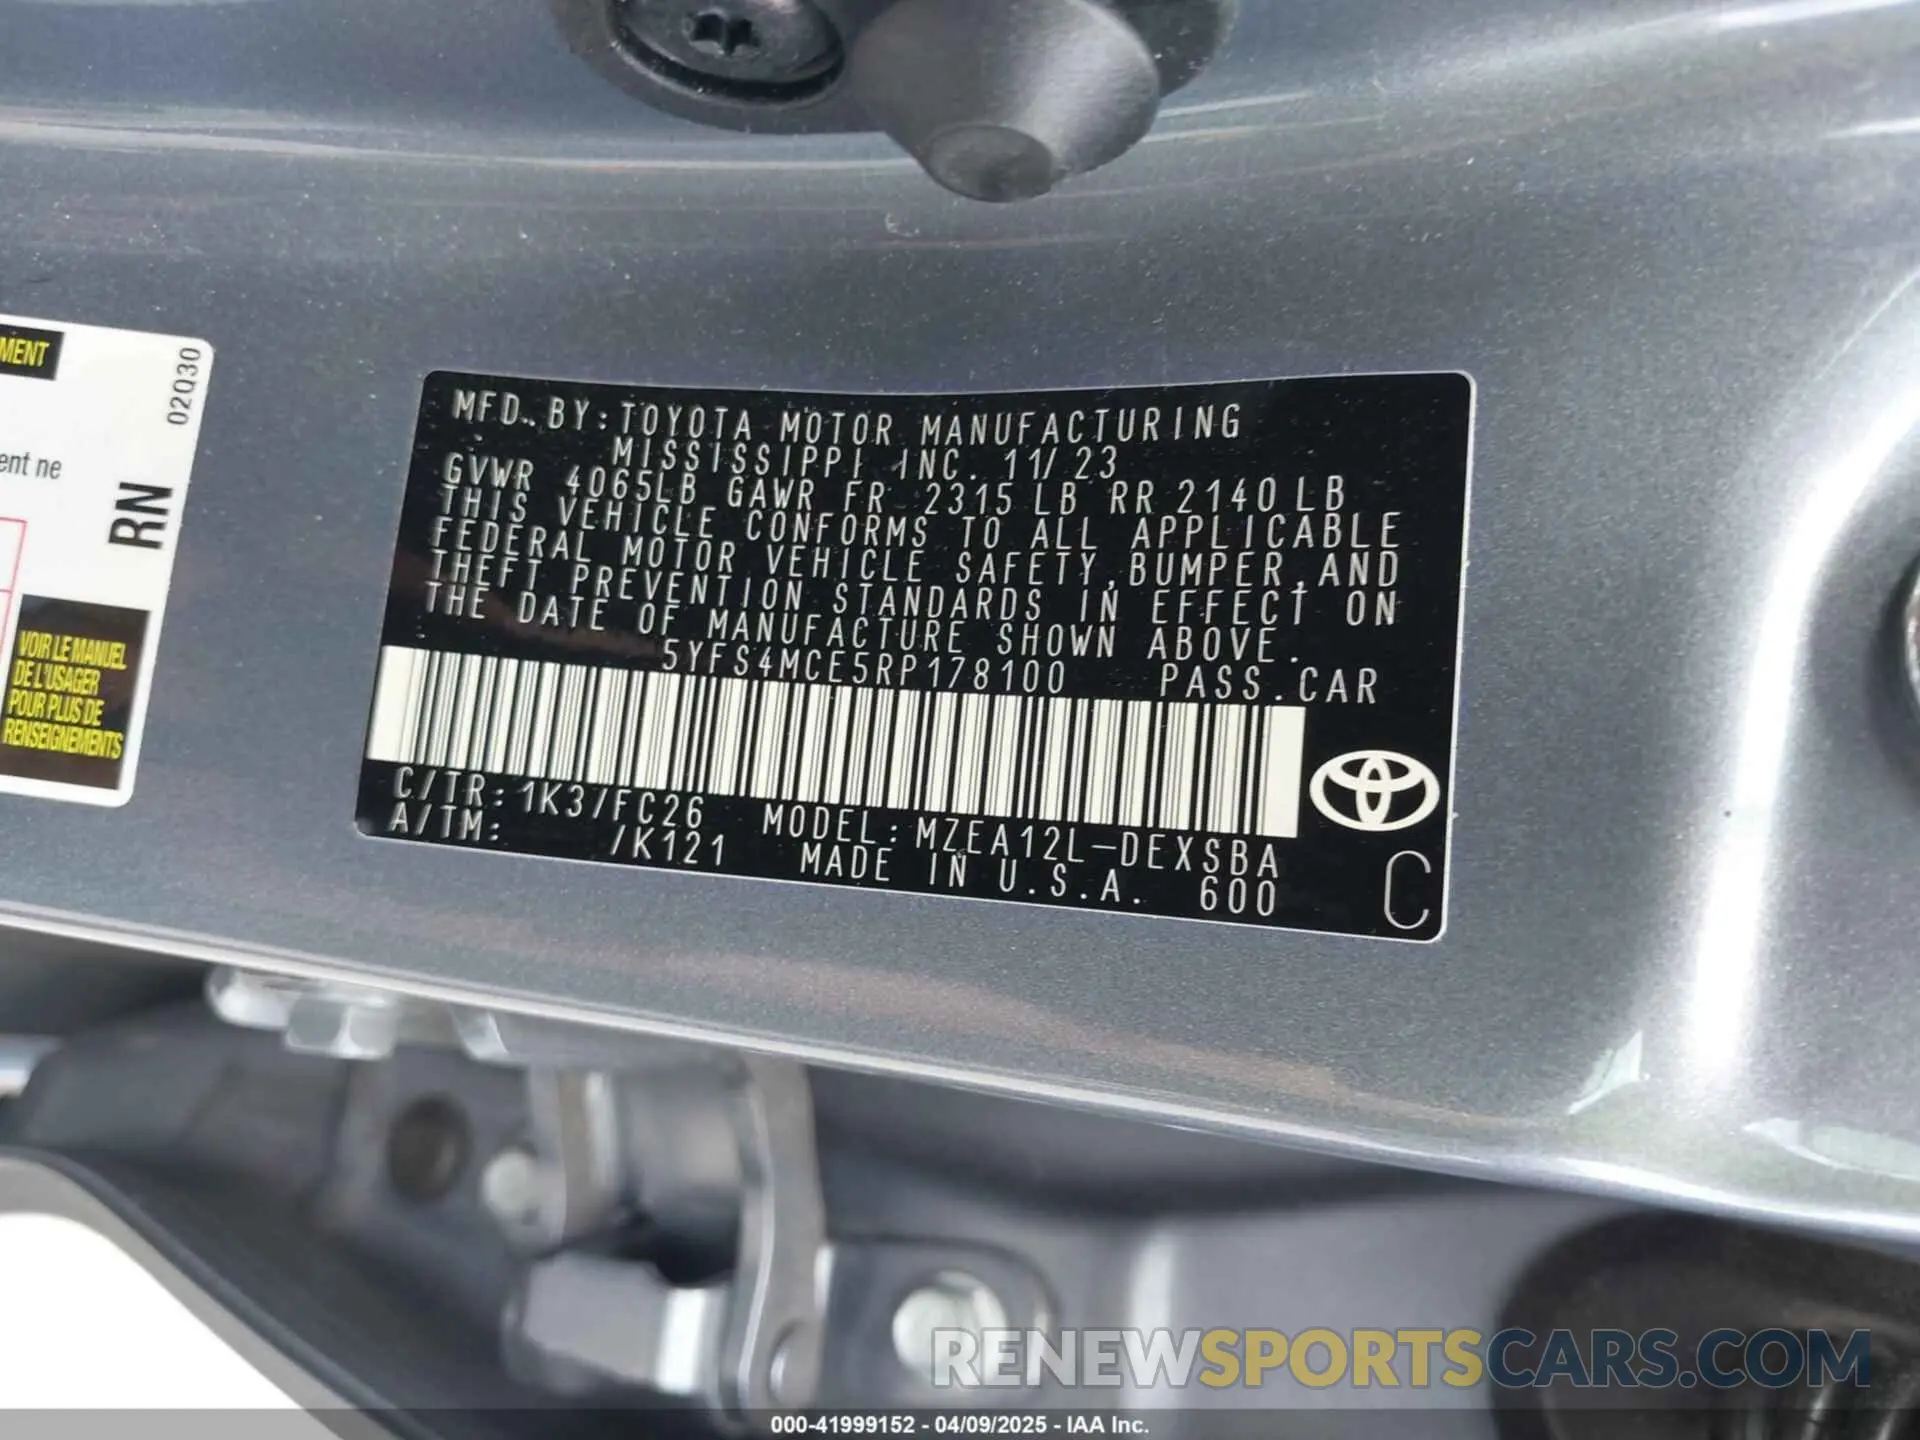 MENT
02Q30
ent ne
RN
VOIR LE MANUEL
DE L'USAGER
POUR PLUS DE
RENSEIGNEMENTS
MFD. BY: TOYOTA MOTOR MANUFACTURING
MISSISSIPPI INC. 11/23
GVWR 4065LB GAWR FR 2315 LB RR 2140 LB
THIS VEHICLE CONFORMS TO ALL APPLICABLE
FEDERAL MOTOR VEHICLE SAFETY, BUMPER, AND
THEFT PREVENTION STANDARDS IN EFFECT ON
THE DATE OF MANUFACTURE SHOWN ABOVE.
5YFS4MCE5RP178100 PASS. CAR
C/TR: 1K3/FC26 MODEL: MZEA12L-DEXSBA
A/TM: /K121 MADE IN U.S.A. 600
C
RENEWSPORTSCARS.COM
000-41999152 - 04/09/2025 - IAA Inc.